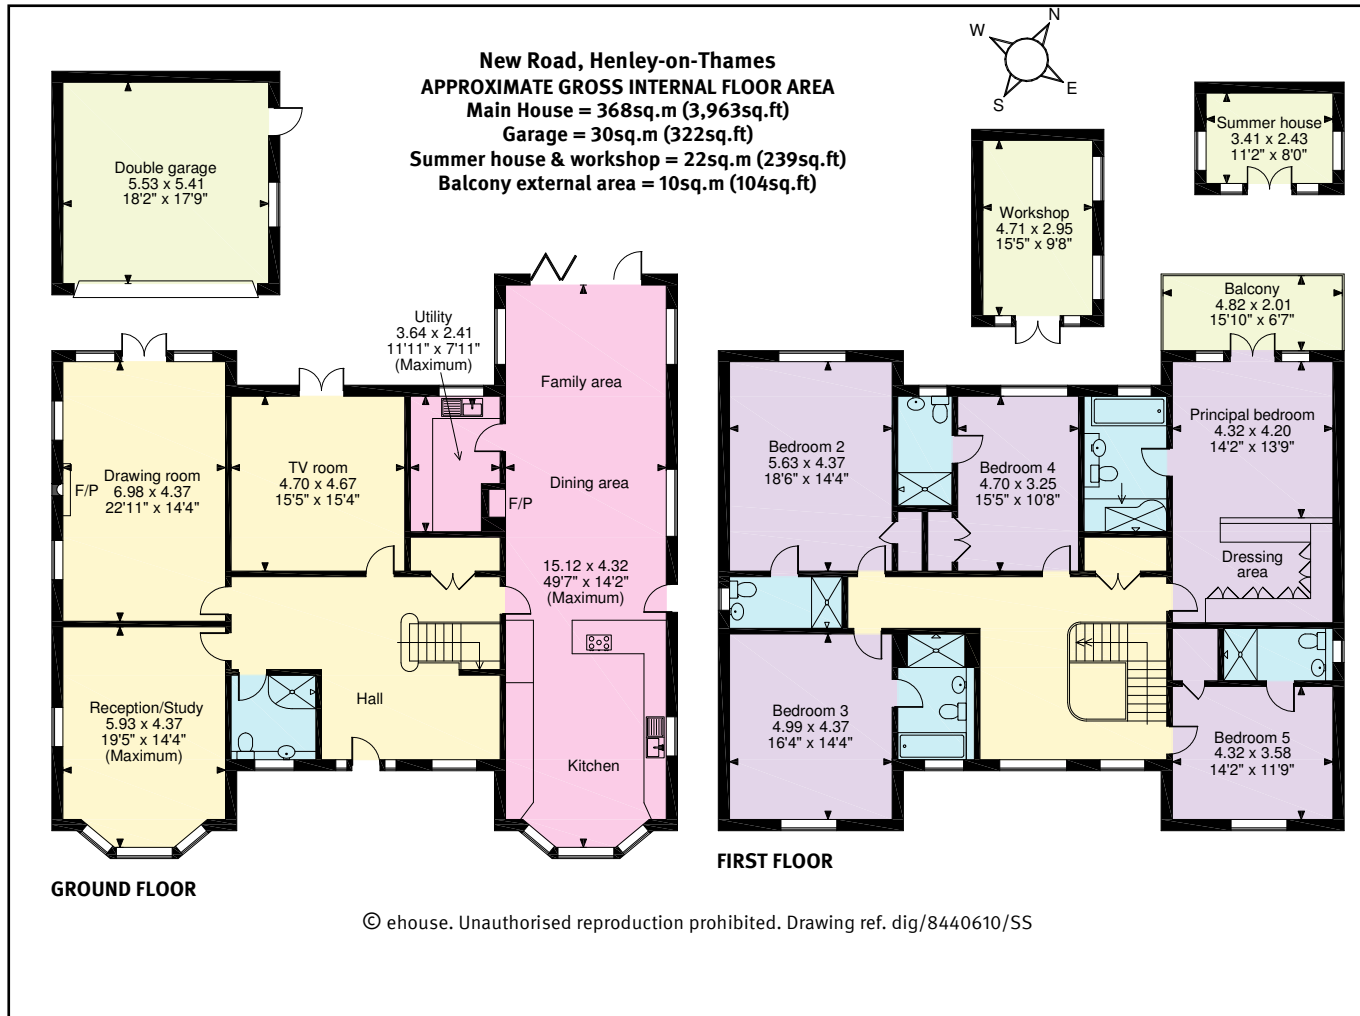 New Road, Henley-on-Thames
APPROXIMATE GROSS INTERNAL FLOOR AREA
Main House = 368sq.m (3,963sq.ft)
Garage = 30sq.m (322sq.ft)
Summer house & workshop = 22sq.m (239sq.ft)
Balcony external area = 10sq.m (104sq.ft)
N
W
E
S
Double garage
5.53 x 5.41
18'2" x 17'9"
Workshop
4.71 x 2.95
15'5" x 9'8"
Summer house
3.41 x 2.43
11'2" x 8'0"
Utility
3.64 x 2.41
11'11" x 7'11"
(Maximum)
Family area
Drawing room
6.98 x 4.37
22'11" x 14'4"
F/P
TV room
4.70 x 4.67
15'5" x 15'4"
Dining area
F/P
15.12 x 4.32
49'7" x 14'2"
(Maximum)
Reception/Study
5.93 x 4.37
19'5" x 14'4"
(Maximum)
Hall
Kitchen
GROUND FLOOR
Balcony
4.82 x 2.01
15'10" x 6'7"
Bedroom 2
5.63 x 4.37
18'6" x 14'4"
Bedroom 4
4.70 x 3.25
15'5" x 10'8"
Principal bedroom
4.32 x 4.20
14'2" x 13'9"
Dressing
area
Bedroom 3
4.99 x 4.37
16'4" x 14'4"
Bedroom 5
4.32 x 3.58
14'2" x 11'9"
FIRST FLOOR
© ehouse. Unauthorised reproduction prohibited. Drawing ref. dig/8440610/SS